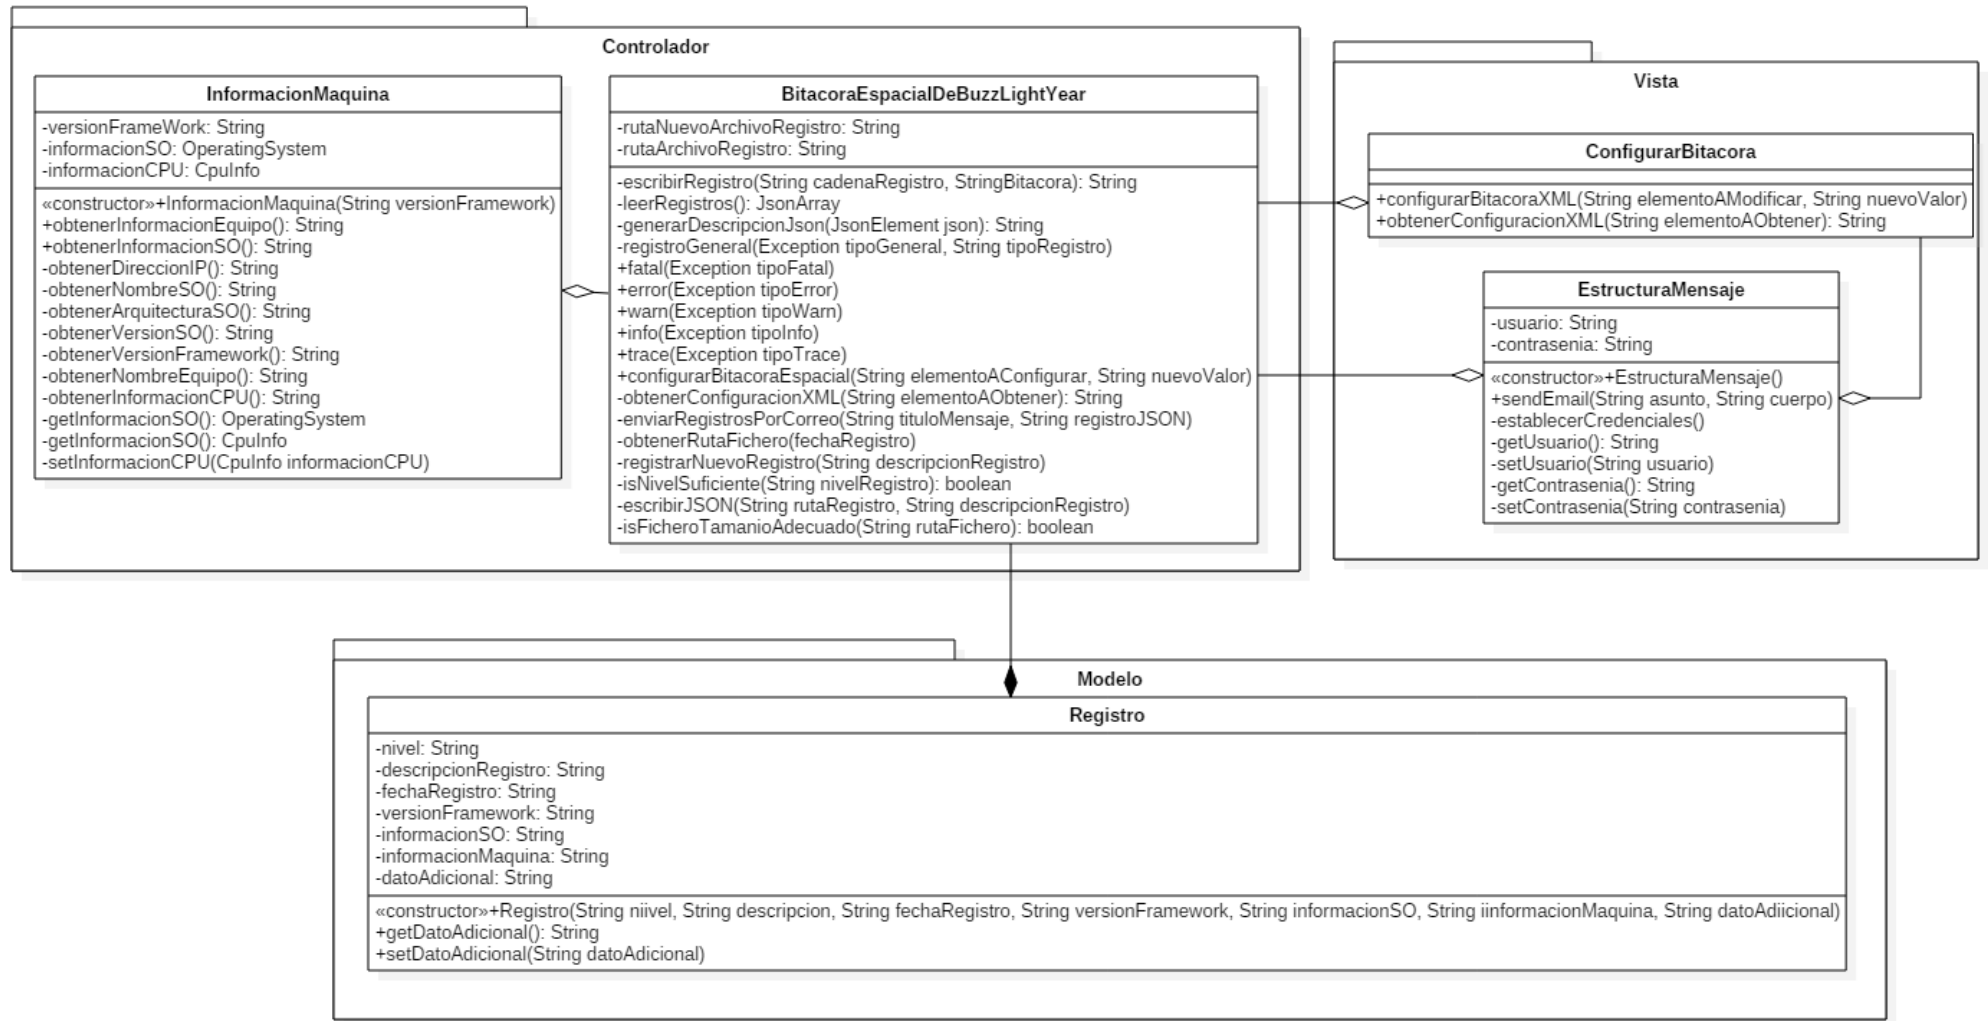 Controlador
InformacionMaquina
-versionFrameWork: String
-informacionSO: OperatingSystem
-informacionCPU: CpuInfo
«constructor»+InformacionMaquina(String versionFramework)
+obtenerInformacionEquipo(): String
+obtenerInformacionSO(): String
-obtenerDireccionIP(): String
-obtenerNombreSO(): String
-obtenerArquitecturaSO(): String
-obtenerVersionSO(): String
-obtenerVersionFramework(): String
-obtenerNombreEquipo(): String
-obtenerInformacionCPU(): String
-getInformacionSO(): OperatingSystem
-getInformacionSO(): CpuInfo
-setInformacionCPU(CpuInfo informacionCPU)
BitacoraEspacialDeBuzzLightYear
-rutaNuevoArchivoRegistro: String
-rutaArchivoRegistro: String
-escribirRegistro(String cadenaRegistro, StringBitacora): String
-leerRegistros(): JsonArray
-generarDescripcionJson(JsonElement json): String
-registroGeneral(Exception tipoGeneral, String tipoRegistro)
+fatal(Exception tipoFatal)
+error(Exception tipoError)
+warn(Exception tipoWarn)
+info(Exception tipoInfo)
+trace(Exception tipoTrace)
+configurarBitacoraEspacial(String elementoAConfigurar, String nuevoValor)
-obtenerConfiguracionXML(String elementoAObtener): String
-enviarRegistrosPorCorreo(String tituloMensaje, String registroJSON)
-obtenerRutaFichero(fechaRegistro)
-registrarNuevoRegistro(String descripcionRegistro)
-isNivelSuficiente(String nivelRegistro): boolean
-escribirJSON(String rutaRegistro, String descripcionRegistro)
-isFicheroTamanioAdecuado(String rutaFichero): boolean
Vista
ConfigurarBitacora
+configurarBitacoraXML(String elementoAModificar, String nuevoValor)
+obtenerConfiguracionXML(String elementoAObtener): String
EstructuraMensaje
-usuario: String
-contrasenia: String
«constructor»+EstructuraMensaje()
+sendEmail(String asunto, String cuerpo)
-establecerCredenciales()
-getUsuario(): String
-setUsuario(String usuario)
-getContrasenia(): String
-setContrasenia(String contrasenia)
Modelo
Registro
-nivel: String
-descripcionRegistro: String
-fechaRegistro: String
-versionFramework: String
-informacionSO: String
-informacionMaquina: String
-datoAdicional: String
«constructor»+Registro(String niivel, String descripcion, String fechaRegistro, String versionFramework, String informacionSO, String iinformacionMaquina, String datoAdiicional)
+getDatoAdicional(): String
+setDatoAdicional(String datoAdicional)